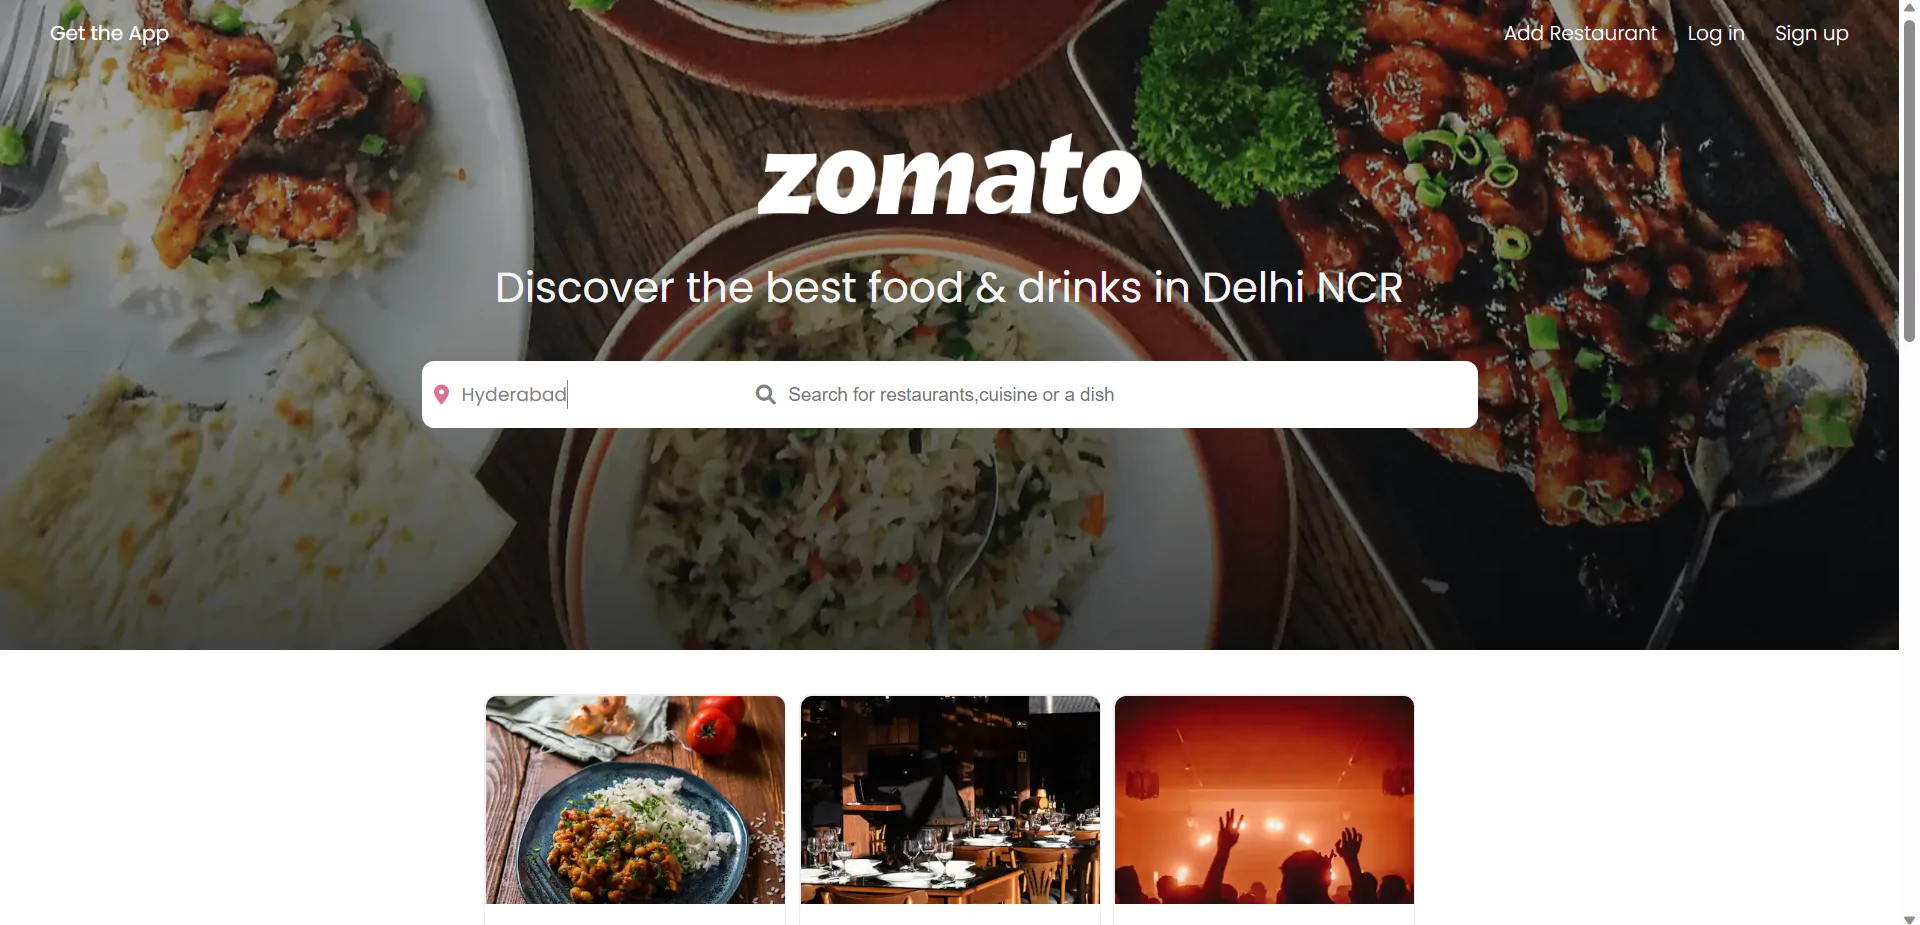 Get the App
Add Restaurant
Log in
Sign up
zomato
Discover the best food & drinks in Delhi NCR
Hyderabad
Search for restaurants,cuisine or a dish